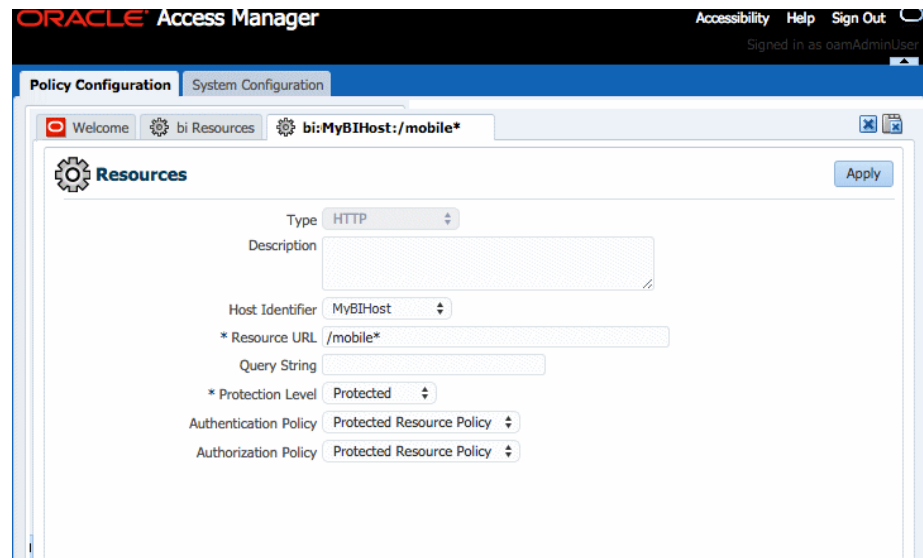 ORACLE Access Manager
Accessibility Help Sign Out
Signed in as oamAdminUser
Policy Configuration System Configuration
Welcome bi Resources bi:MyBIHost:/mobile*
Resources Apply
Type HTTP
Description
Host Identifier MyBIHost
* Resource URL /mobile*
Query String
* Protection Level Protected
Authentication Policy Protected Resource Policy
Authorization Policy Protected Resource Policy